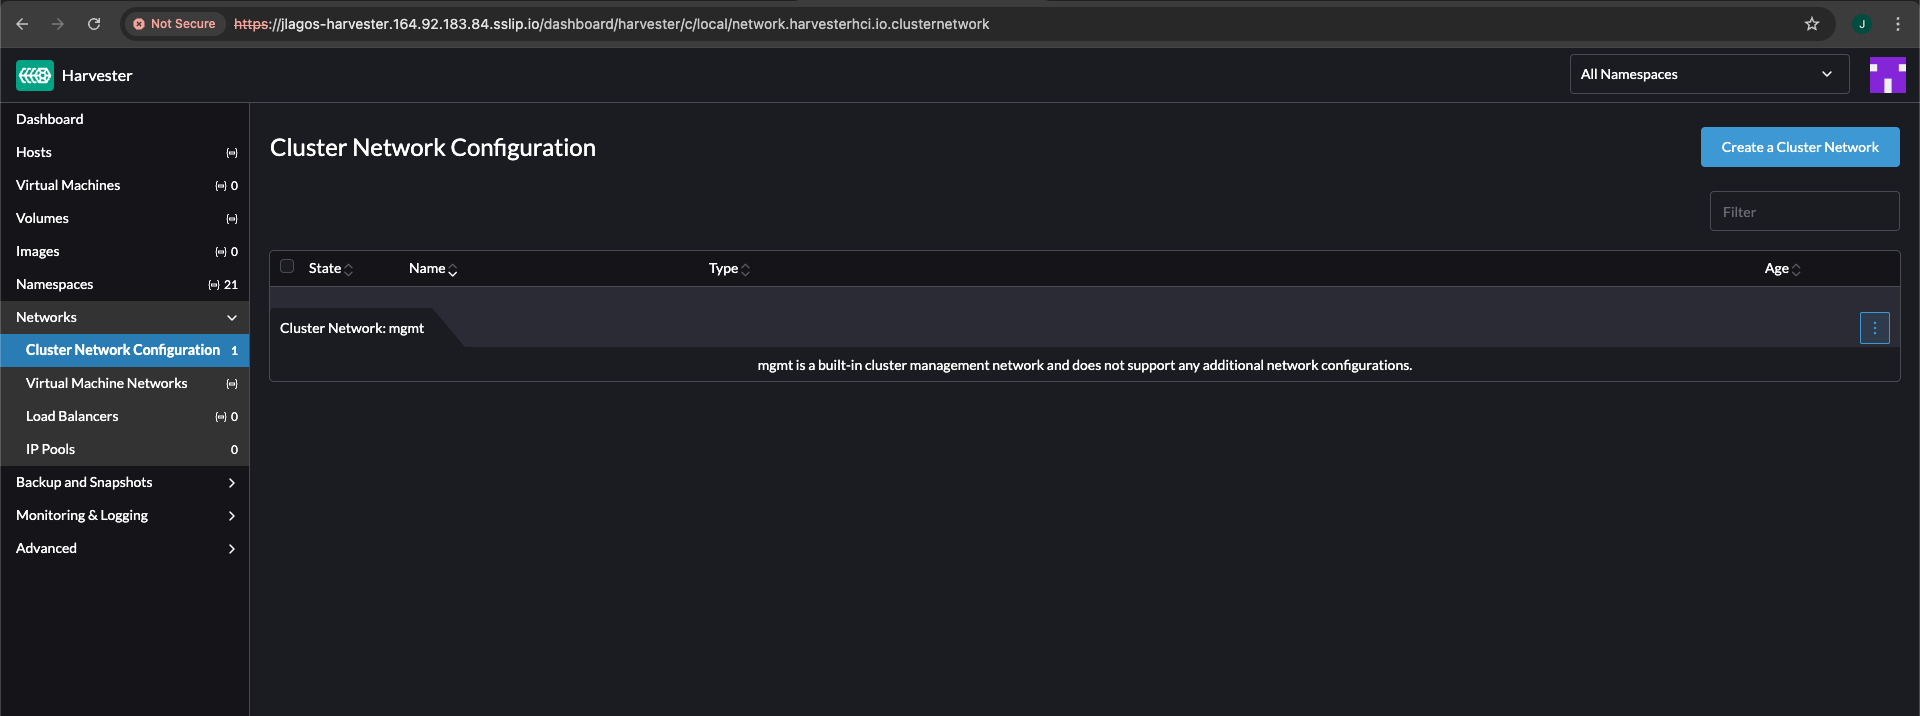 Not Secure https://jlagos-harvester.164.92.183.84.sslip.io/dashboard/harvester/c/local/network.harvesterhci.io.clusternetwork J
Harvester
All Namespaces
Dashboard
Hosts
Virtual Machines 0
Volumes
Images 0
Namespaces 21
Networks
Cluster Network Configuration 1
Virtual Machine Networks
Load Balancers 0
IP Pools 0
Backup and Snapshots
Monitoring & Logging
Advanced
Cluster Network Configuration
Create a Cluster Network
Filter
State Name Type Age
Cluster Network: mgmt
mgmt is a built-in cluster management network and does not support any additional network configurations.